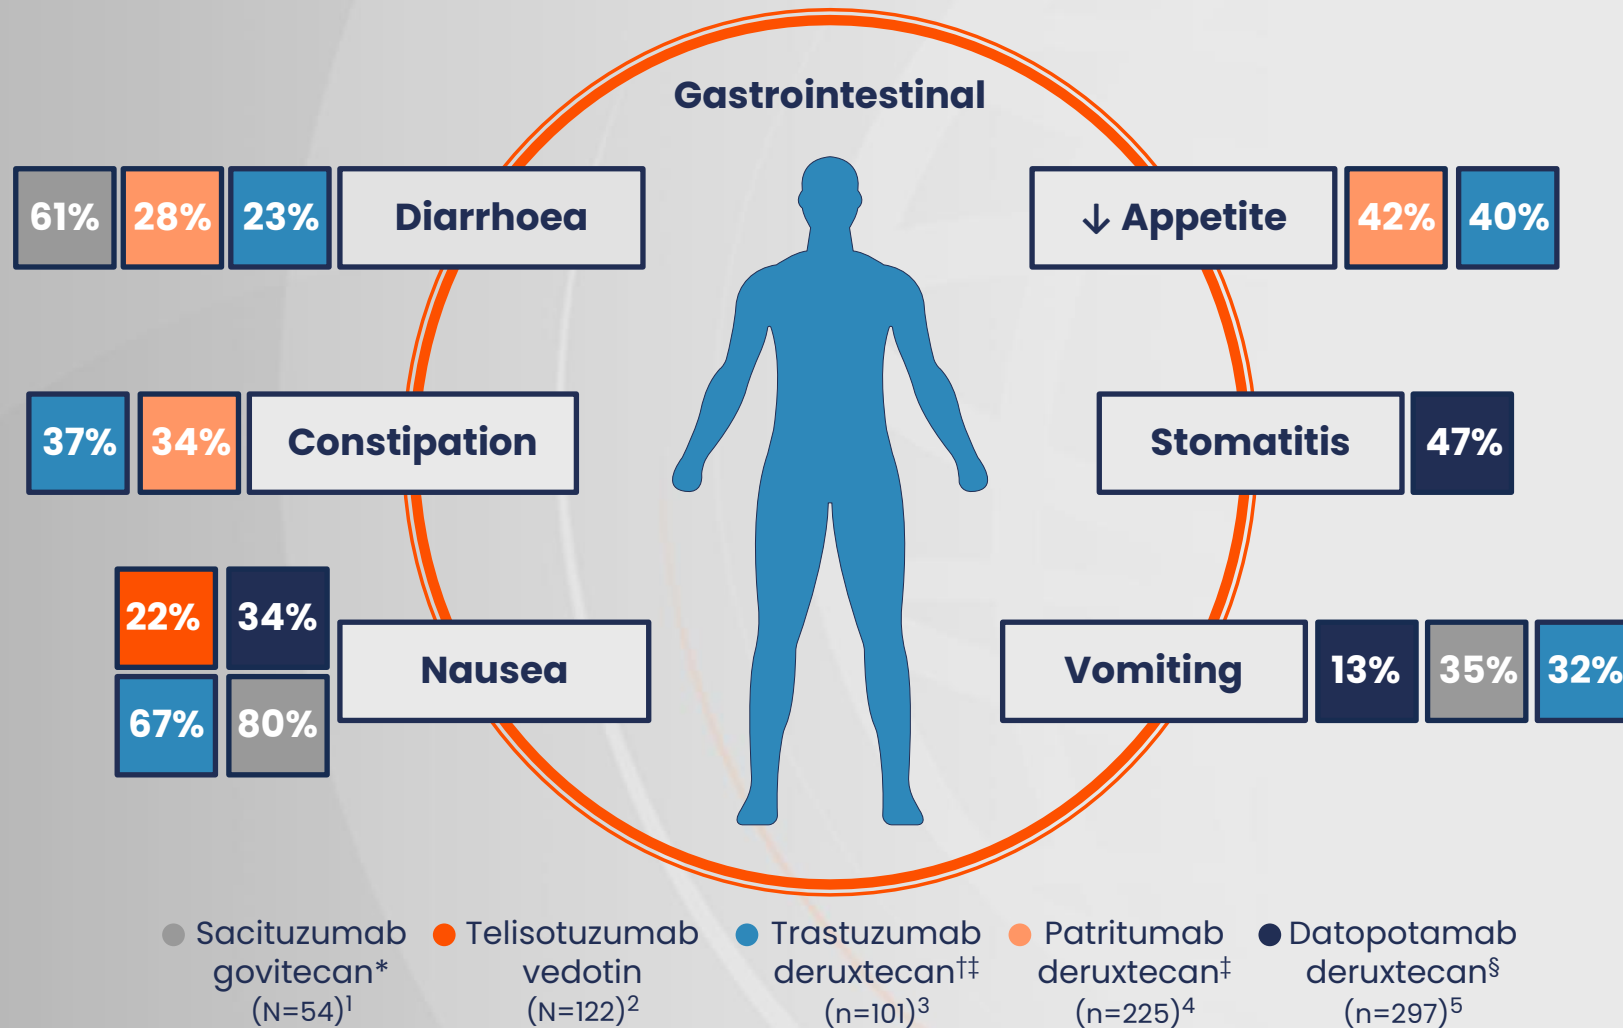 Gastrointestinal
61% 28% 23% Diarrhoea
↓ Appetite 42% 40%
37% 34% Constipation
Stomatitis 47%
22% 34%
67% 80%
Nausea
Vomiting 13% 35% 32%
Sacituzumab
govitecan*
(N=54)¹
Telisotuzumab
vedotin
(N=122)²
Trastuzumab
deruxtecan†‡
(n=101)³
Patritumab
deruxtecan‡
(n=225)⁴
Datopotamab
deruxtecan§
(n=297)⁵